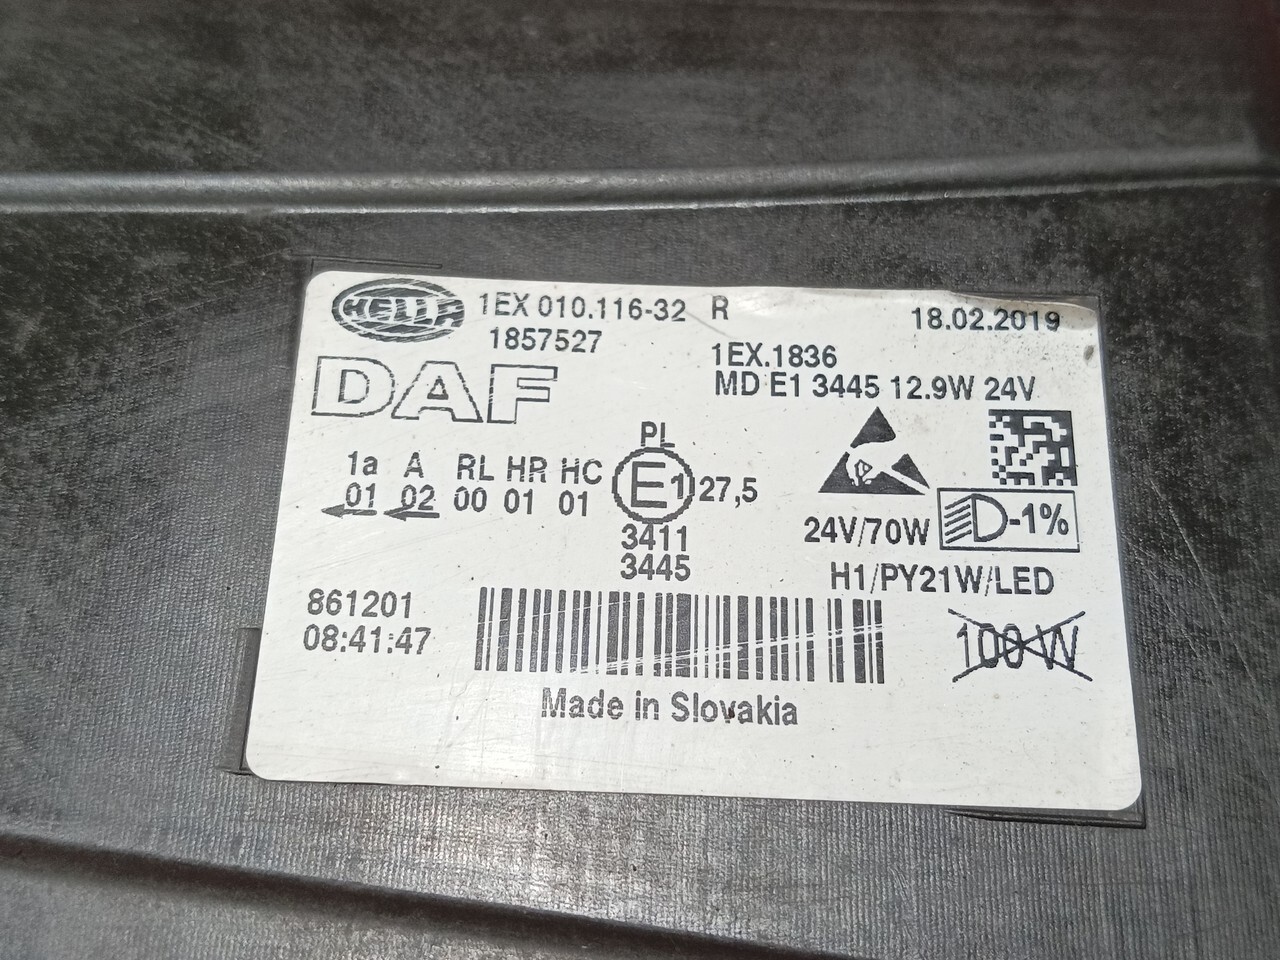 HELLA 1EX 010.116-32 R 18.02.2019
1857527
1EX.1836
DAF
MD E1 3445 12.9W 24V
PL
1a A RL HR HC
01 02 00 01 01
E1 27,5
3411
3445
24V/70W
-1%
H1/PY21W/LED
861201
08:41:47
100 W
Made in Slovakia